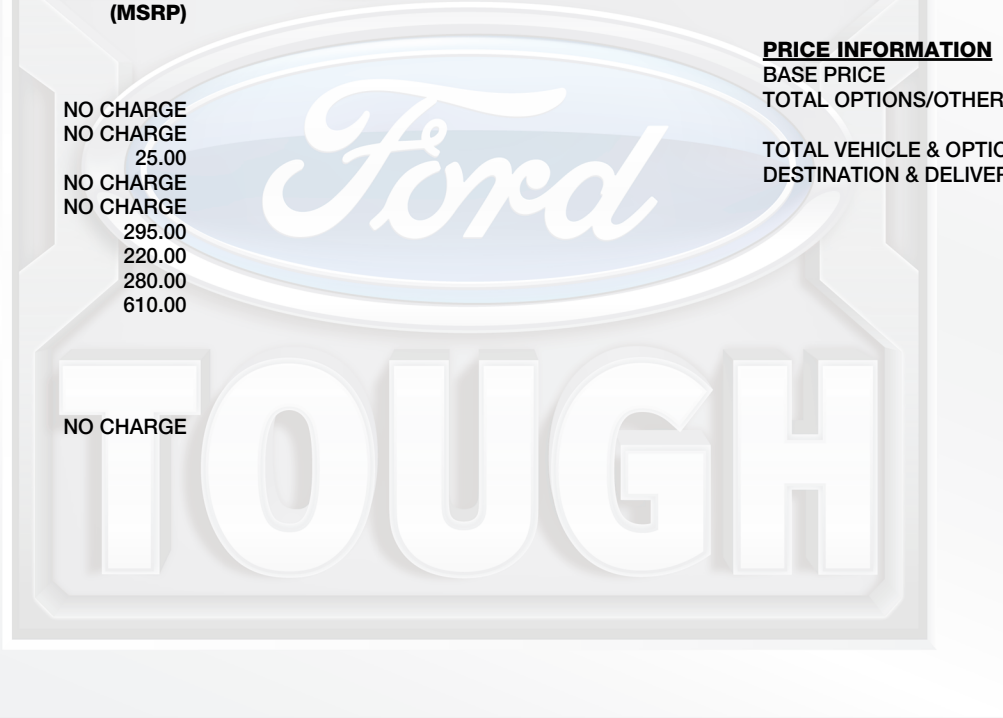 (MSRP)
NO CHARGE
NO CHARGE
25.00
NO CHARGE
NO CHARGE
295.00
220.00
280.00
610.00
NO CHARGE
PRICE INFORMATION
BASE PRICE
TOTAL OPTIONS/OTHER
TOTAL VEHICLE & OPTIO
DESTINATION & DELIVER
Ford
TOUGH